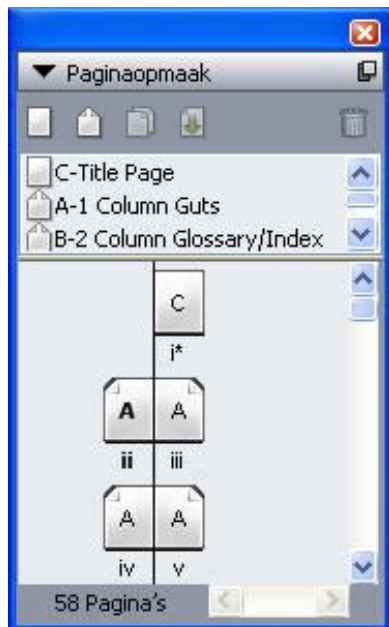 Paginaopmaak
C-Title Page
A-1 Column Guts
B-2 Column Glossary/Index
C
i*
A A
ii iii
A A
iv v
58 Pagina's